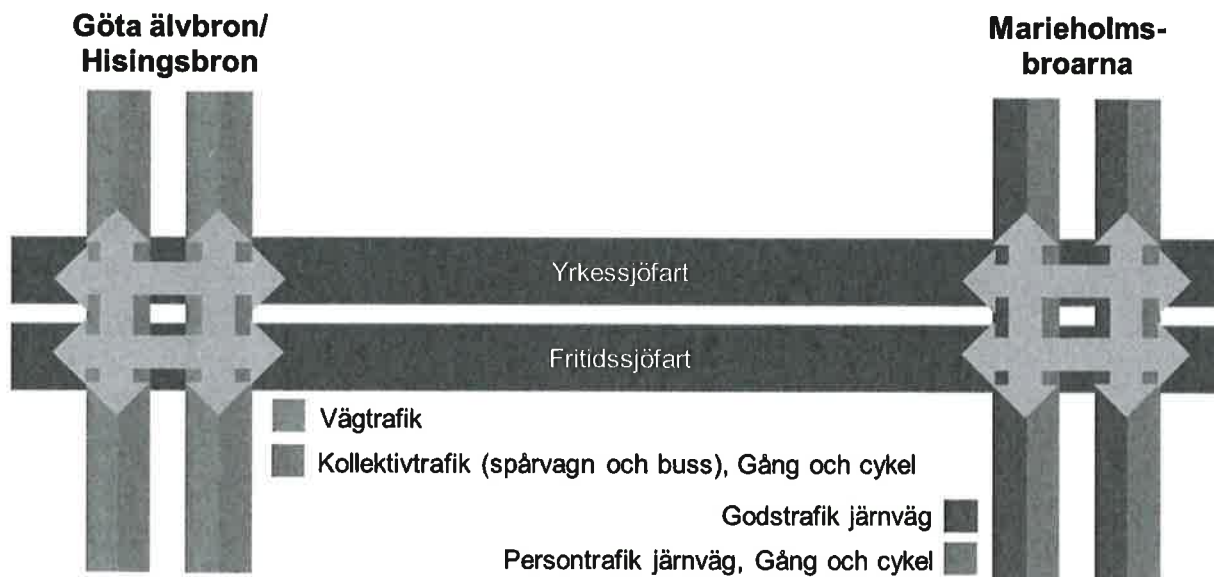 Göta älvbron/
Hisingsbron
Marieholms-
broarna
Yrkessjöfart
Fritidssjöfart
Vägtrafik
Kollektivtrafik (spårvagn och buss), Gång och cykel
Godstrafik järnväg
Persontrafik järnväg, Gång och cykel